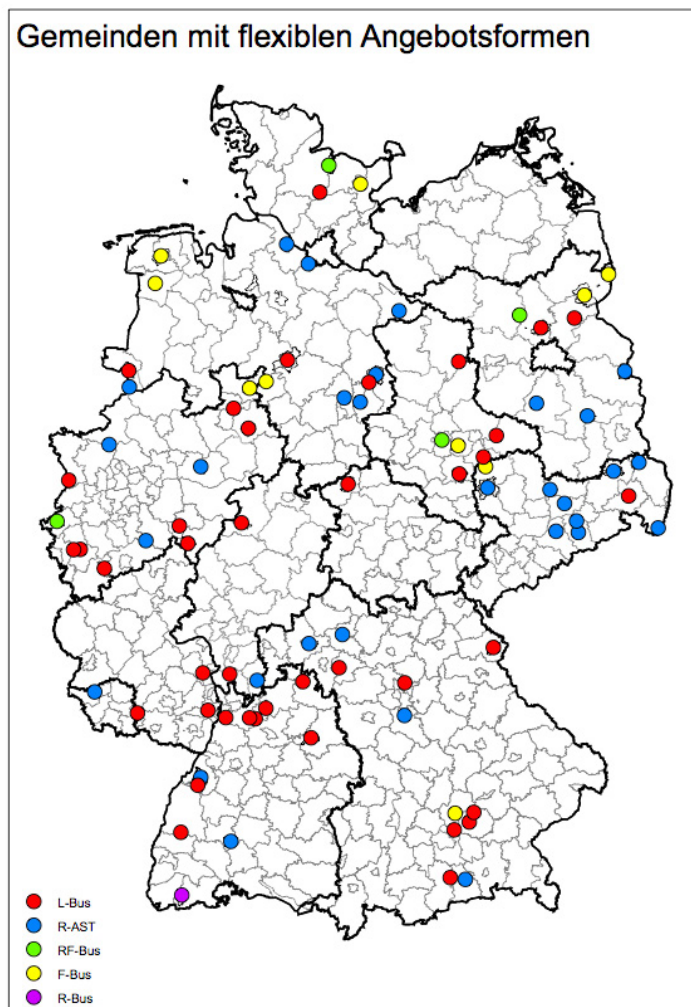 Gemeinden mit flexiblen Angebotsformen
L-Bus
R-AST
RF-Bus
F-Bus
R-Bus